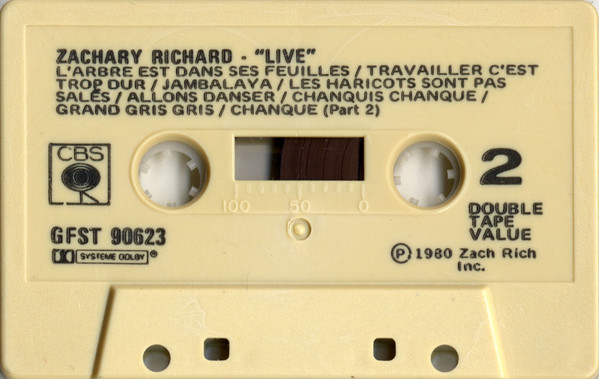 ZACHARY RICHARD - "LIVE"
L'ARBRE EST DANS SES FEUILLES / TRAVAILLER C'EST
TROP DUR / JAMBALAYA / LES HARICOTS SONT PAS
SALES / ALLONS DANSER / CHANQUIS CHANQUE /
GRAND GRIS GRIS / CHANQUE (Part 2)
CBS
100 50 0
2
DOUBLE
TAPE
VALUE
GFST 90623
SYSTEME DOLBY®
Ⓟ 1980 Zach Rich
Inc.